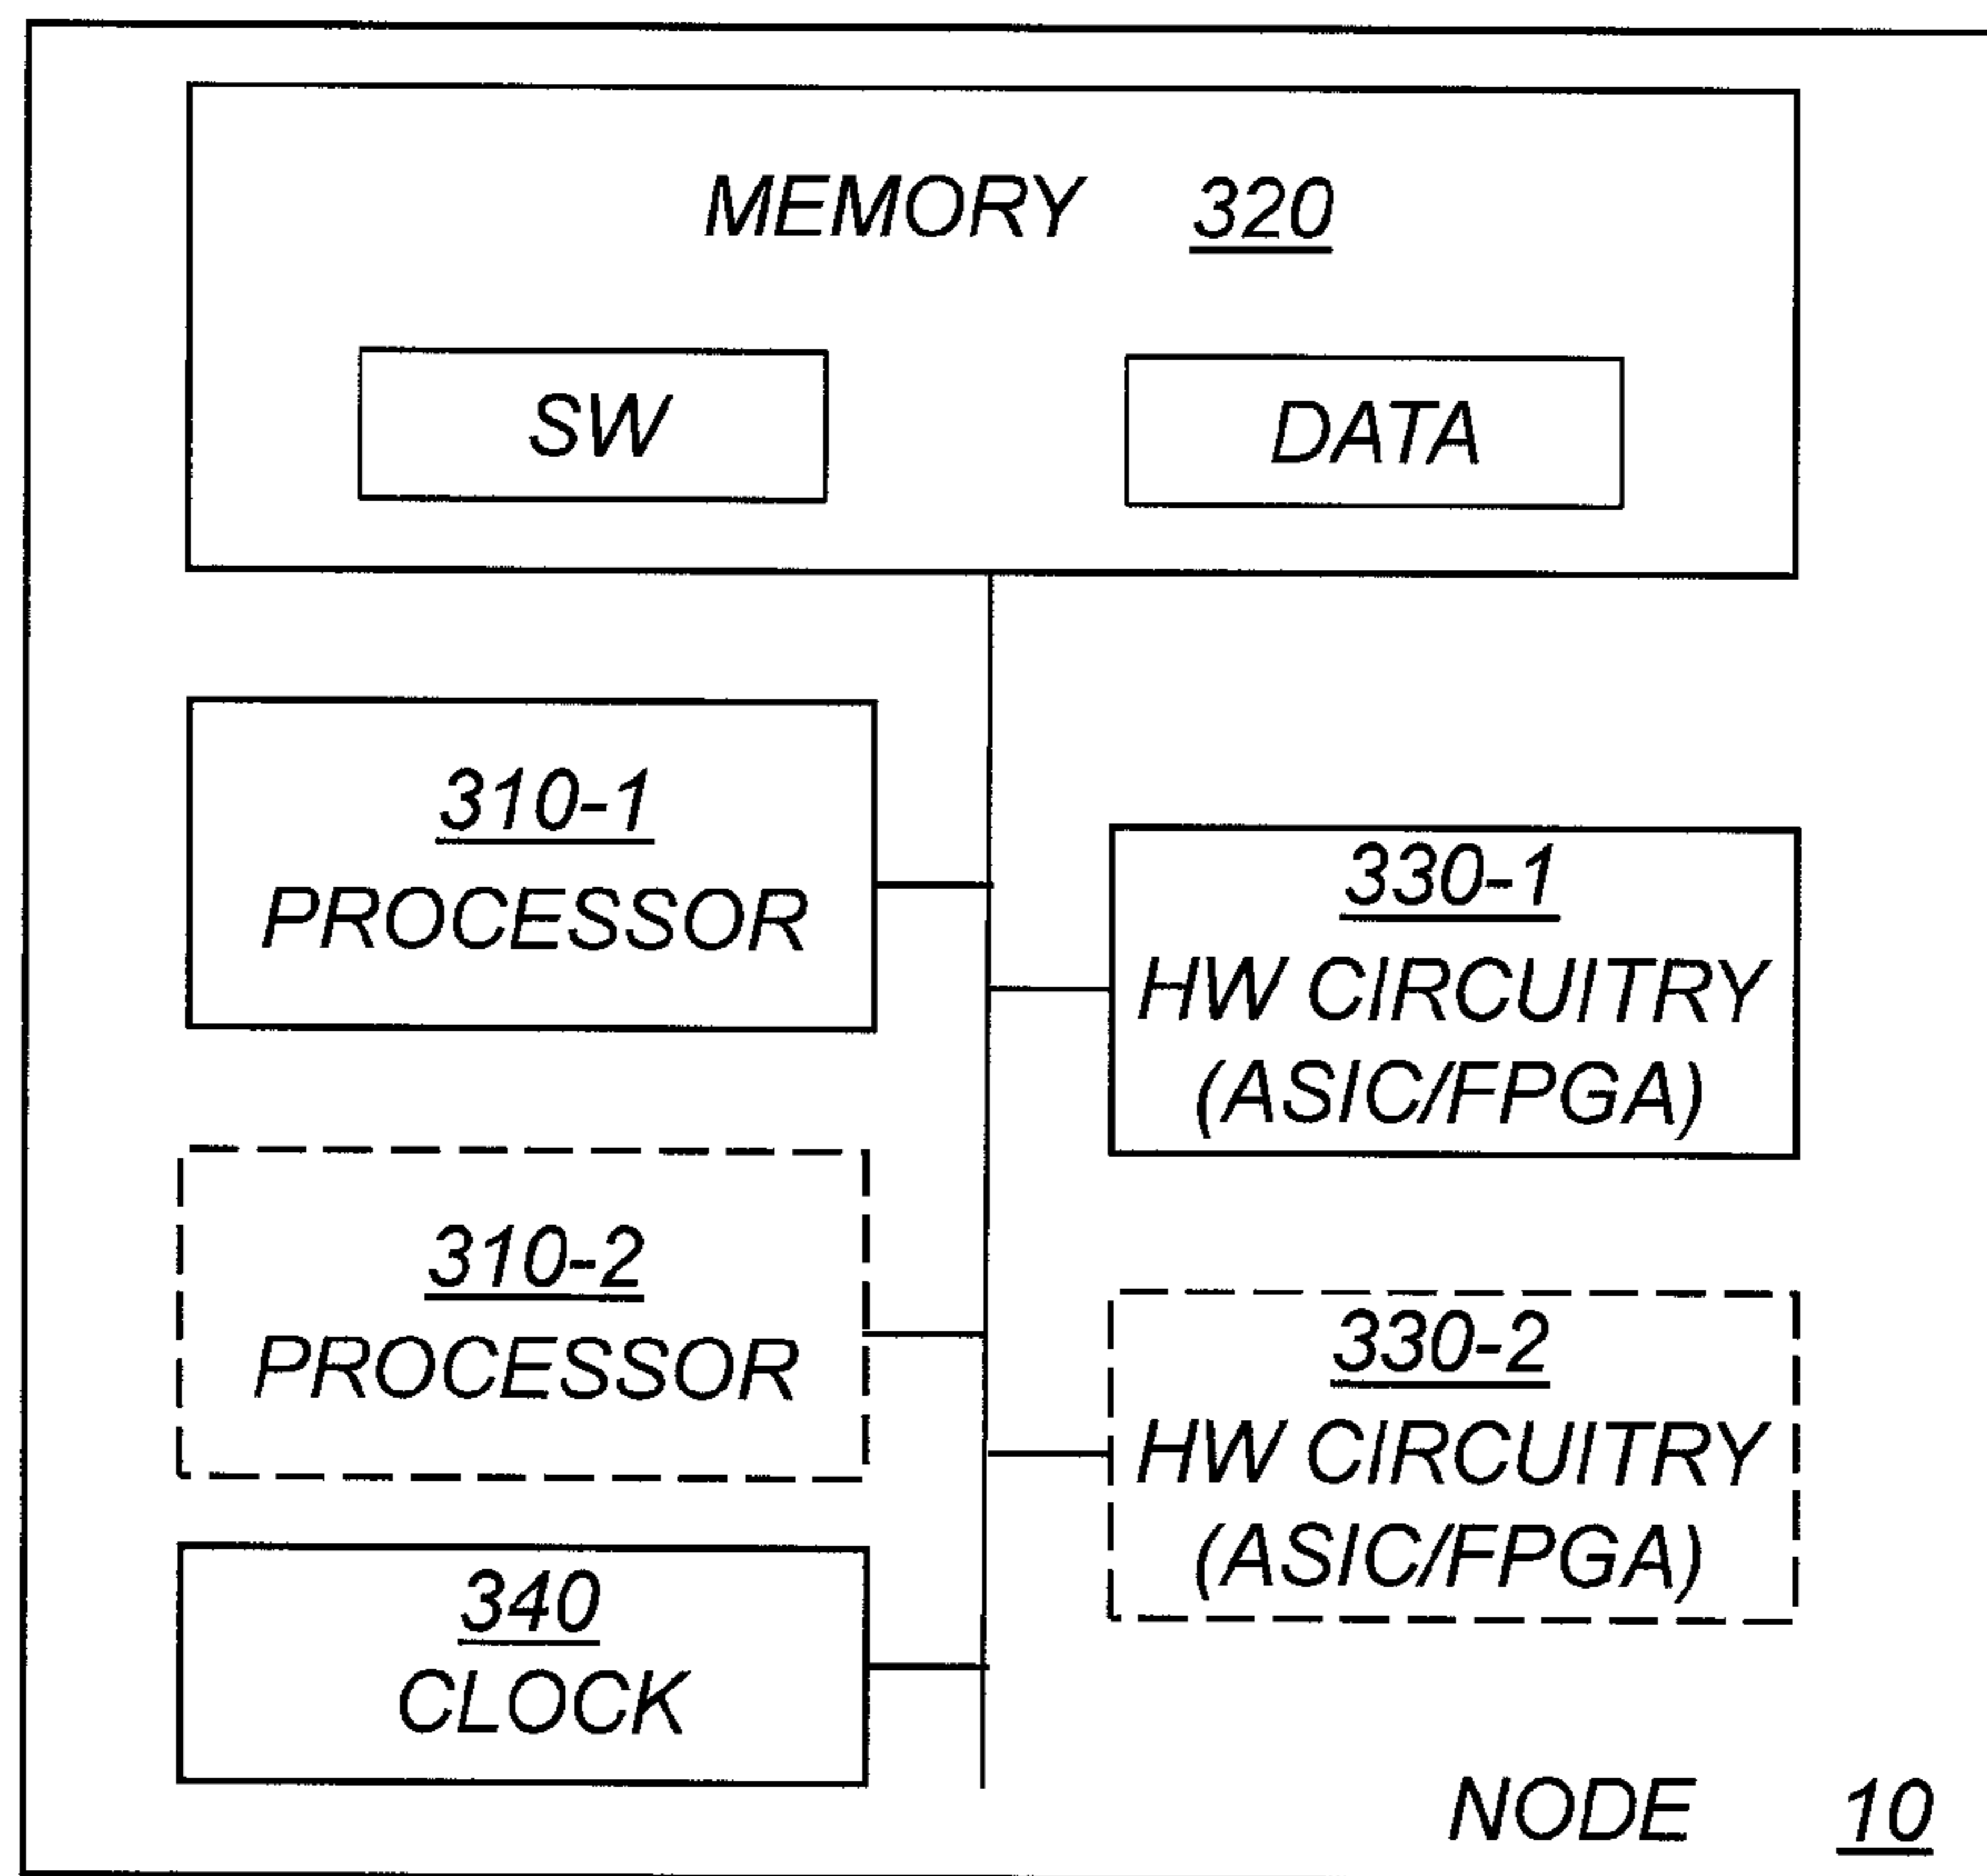 MEMORY 320
SW
DATA
310-1
PROCESSOR
330-1
HW CIRCUITRY
(ASIC/FPGA)
310-2
PROCESSOR
330-2
HW CIRCUITRY
(ASIC/FPGA)
340
CLOCK
NODE 10